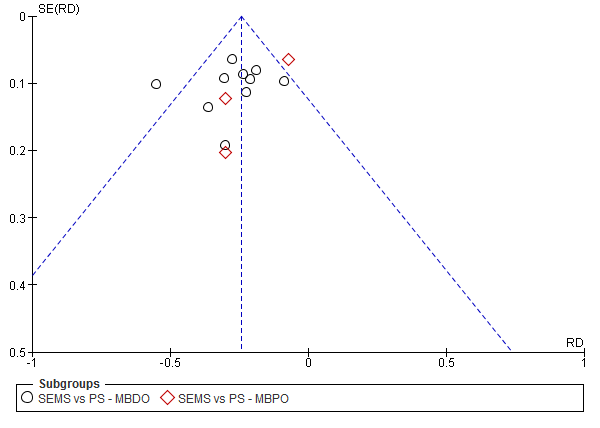 SE(RD)
0
0.1
0.2
0.3
0.4
0.5
RD
-1
-0.5
0
0.5
1
Subgroups
SEMS vs PS - MBDO
SEMS vs PS - MBPO